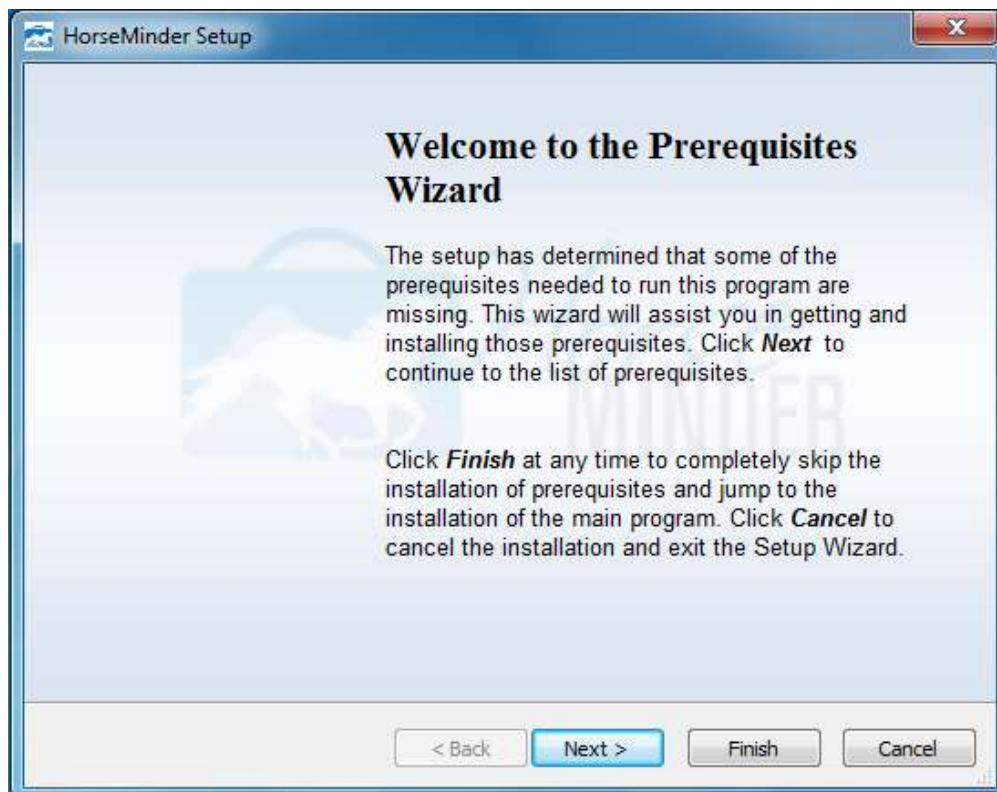 HorseMinder Setup
Welcome to the Prerequisites
Wizard
The setup has determined that some of the
prerequisites needed to run this program are
missing. This wizard will assist you in getting and
installing those prerequisites. Click Next to
continue to the list of prerequisites.
MINDER
Click Finish at any time to completely skip the
installation of prerequisites and jump to the
installation of the main program. Click Cancel to
cancel the installation and exit the Setup Wizard.
< Back
Next >
Finish
Cancel